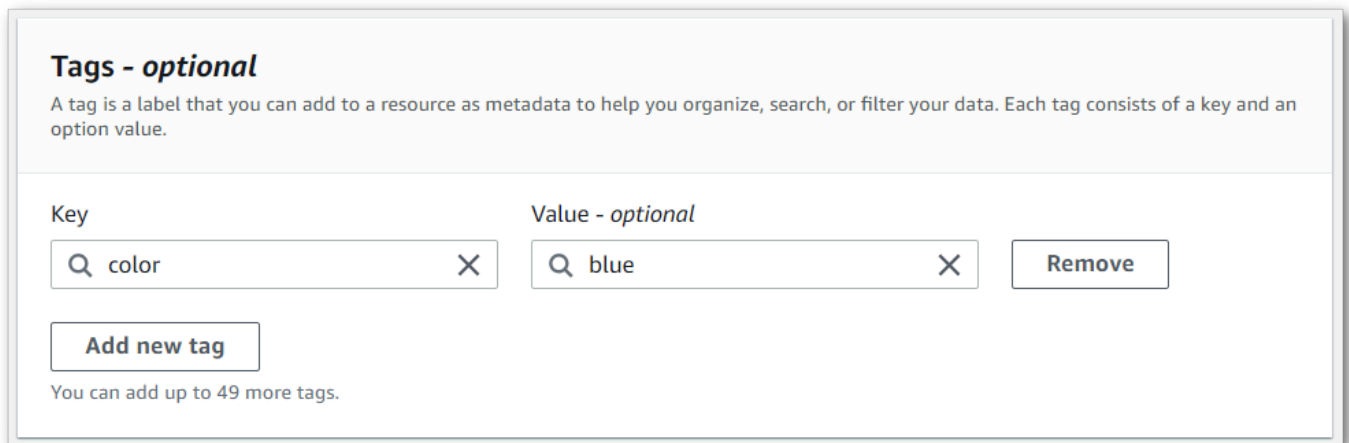 Tags - optional
A tag is a label that you can add to a resource as metadata to help you organize, search, or filter your data. Each tag consists of a key and an
option value.
Key
Value - optional
color
blue
Remove
Add new tag
You can add up to 49 more tags.